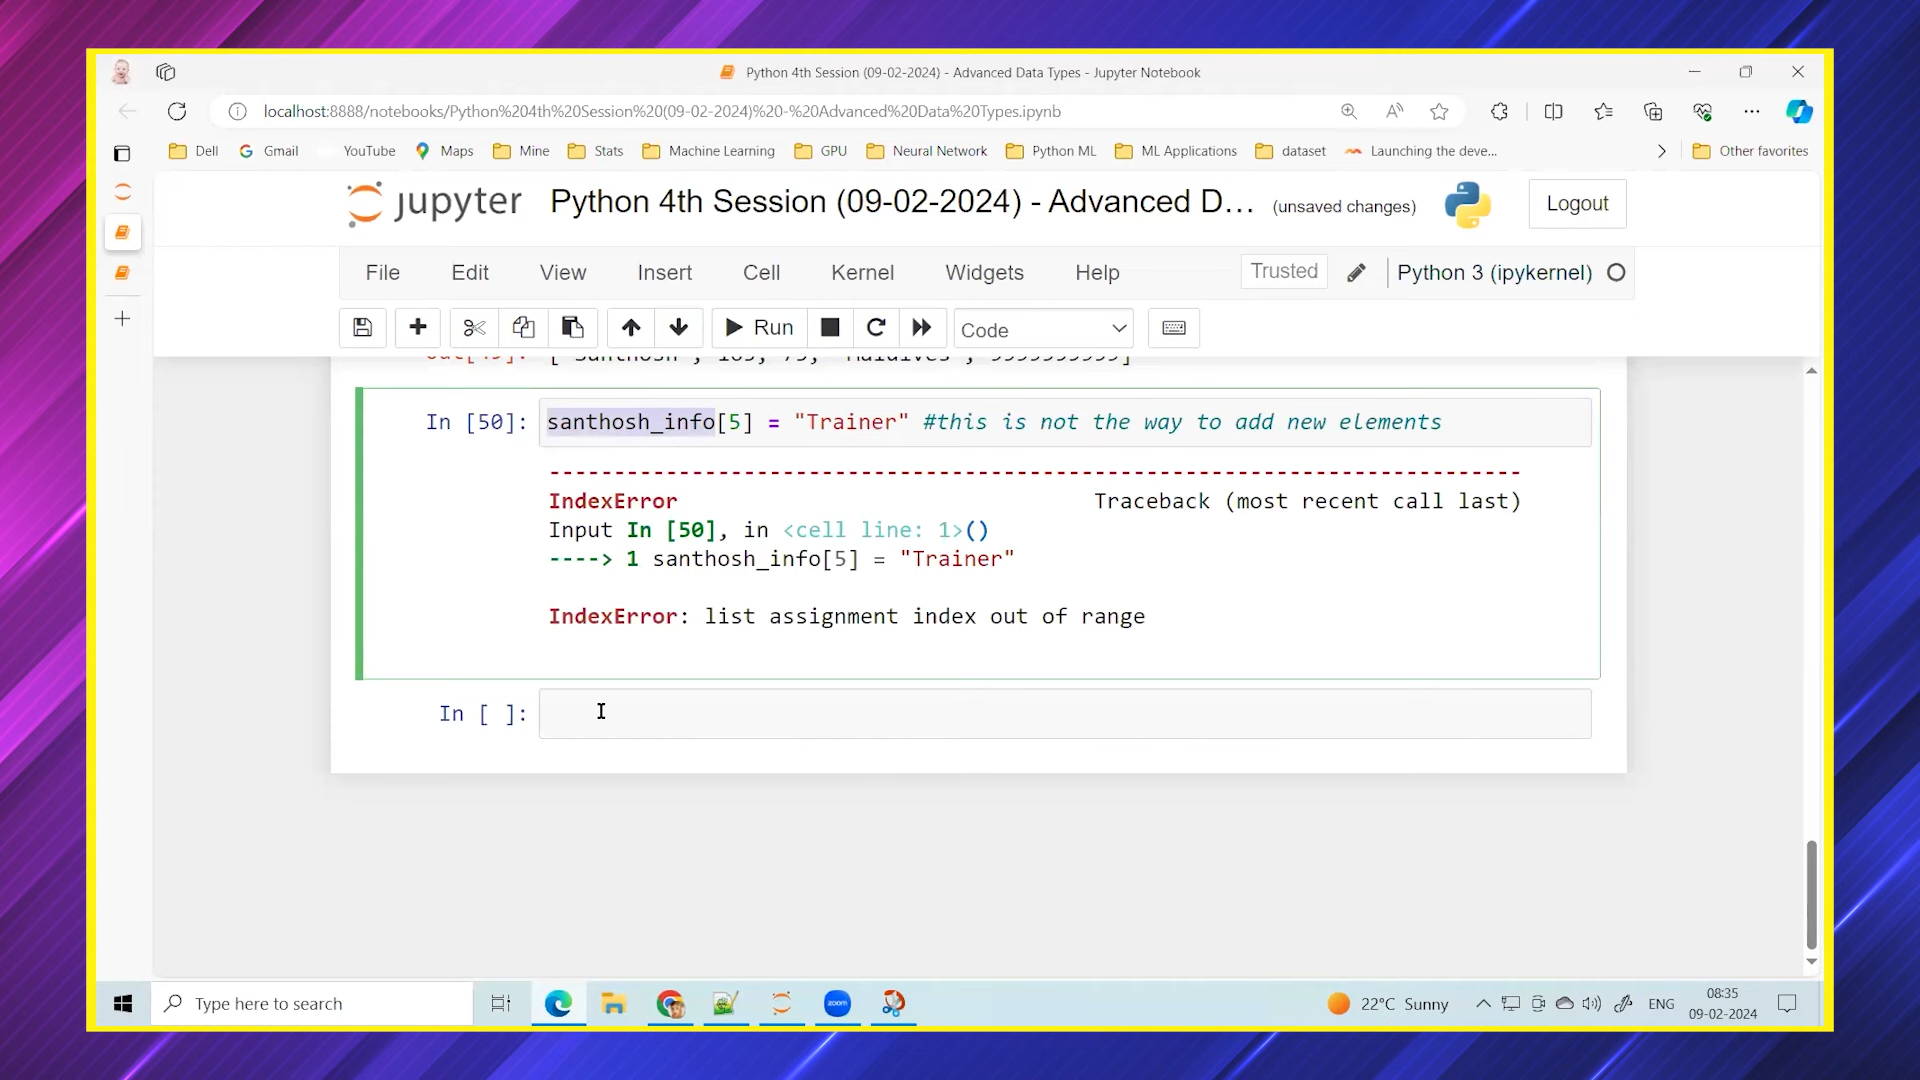 Python 4th Session (09-02-2024) - Advanced Data Types - Jupyter Notebook
localhost:8888/notebooks/Python%204th%20Session%20(09-02-2024)%20-%20Advanced%20Data%20Types.ipynb
Dell Gmail YouTube Maps Mine Stats Machine Learning GPU Neural Network Python ML ML Applications dataset Launching the deve... Other favorites
jupyter Python 4th Session (09-02-2024) - Advanced D... (unsaved changes) Logout
File Edit View Insert Cell Kernel Widgets Help Trusted Python 3 (ipykernel)
Run Code
In [50]: santhosh_info[5] = "Trainer" #this is not the way to add new elements
---------------------------------------------------------------------------
IndexError Traceback (most recent call last)
Input In [50], in <cell line: 1>()
----> 1 santhosh_info[5] = "Trainer"
IndexError: list assignment index out of range
In [ ]:
Type here to search zoom 22°C Sunny ENG 08:35
09-02-2024